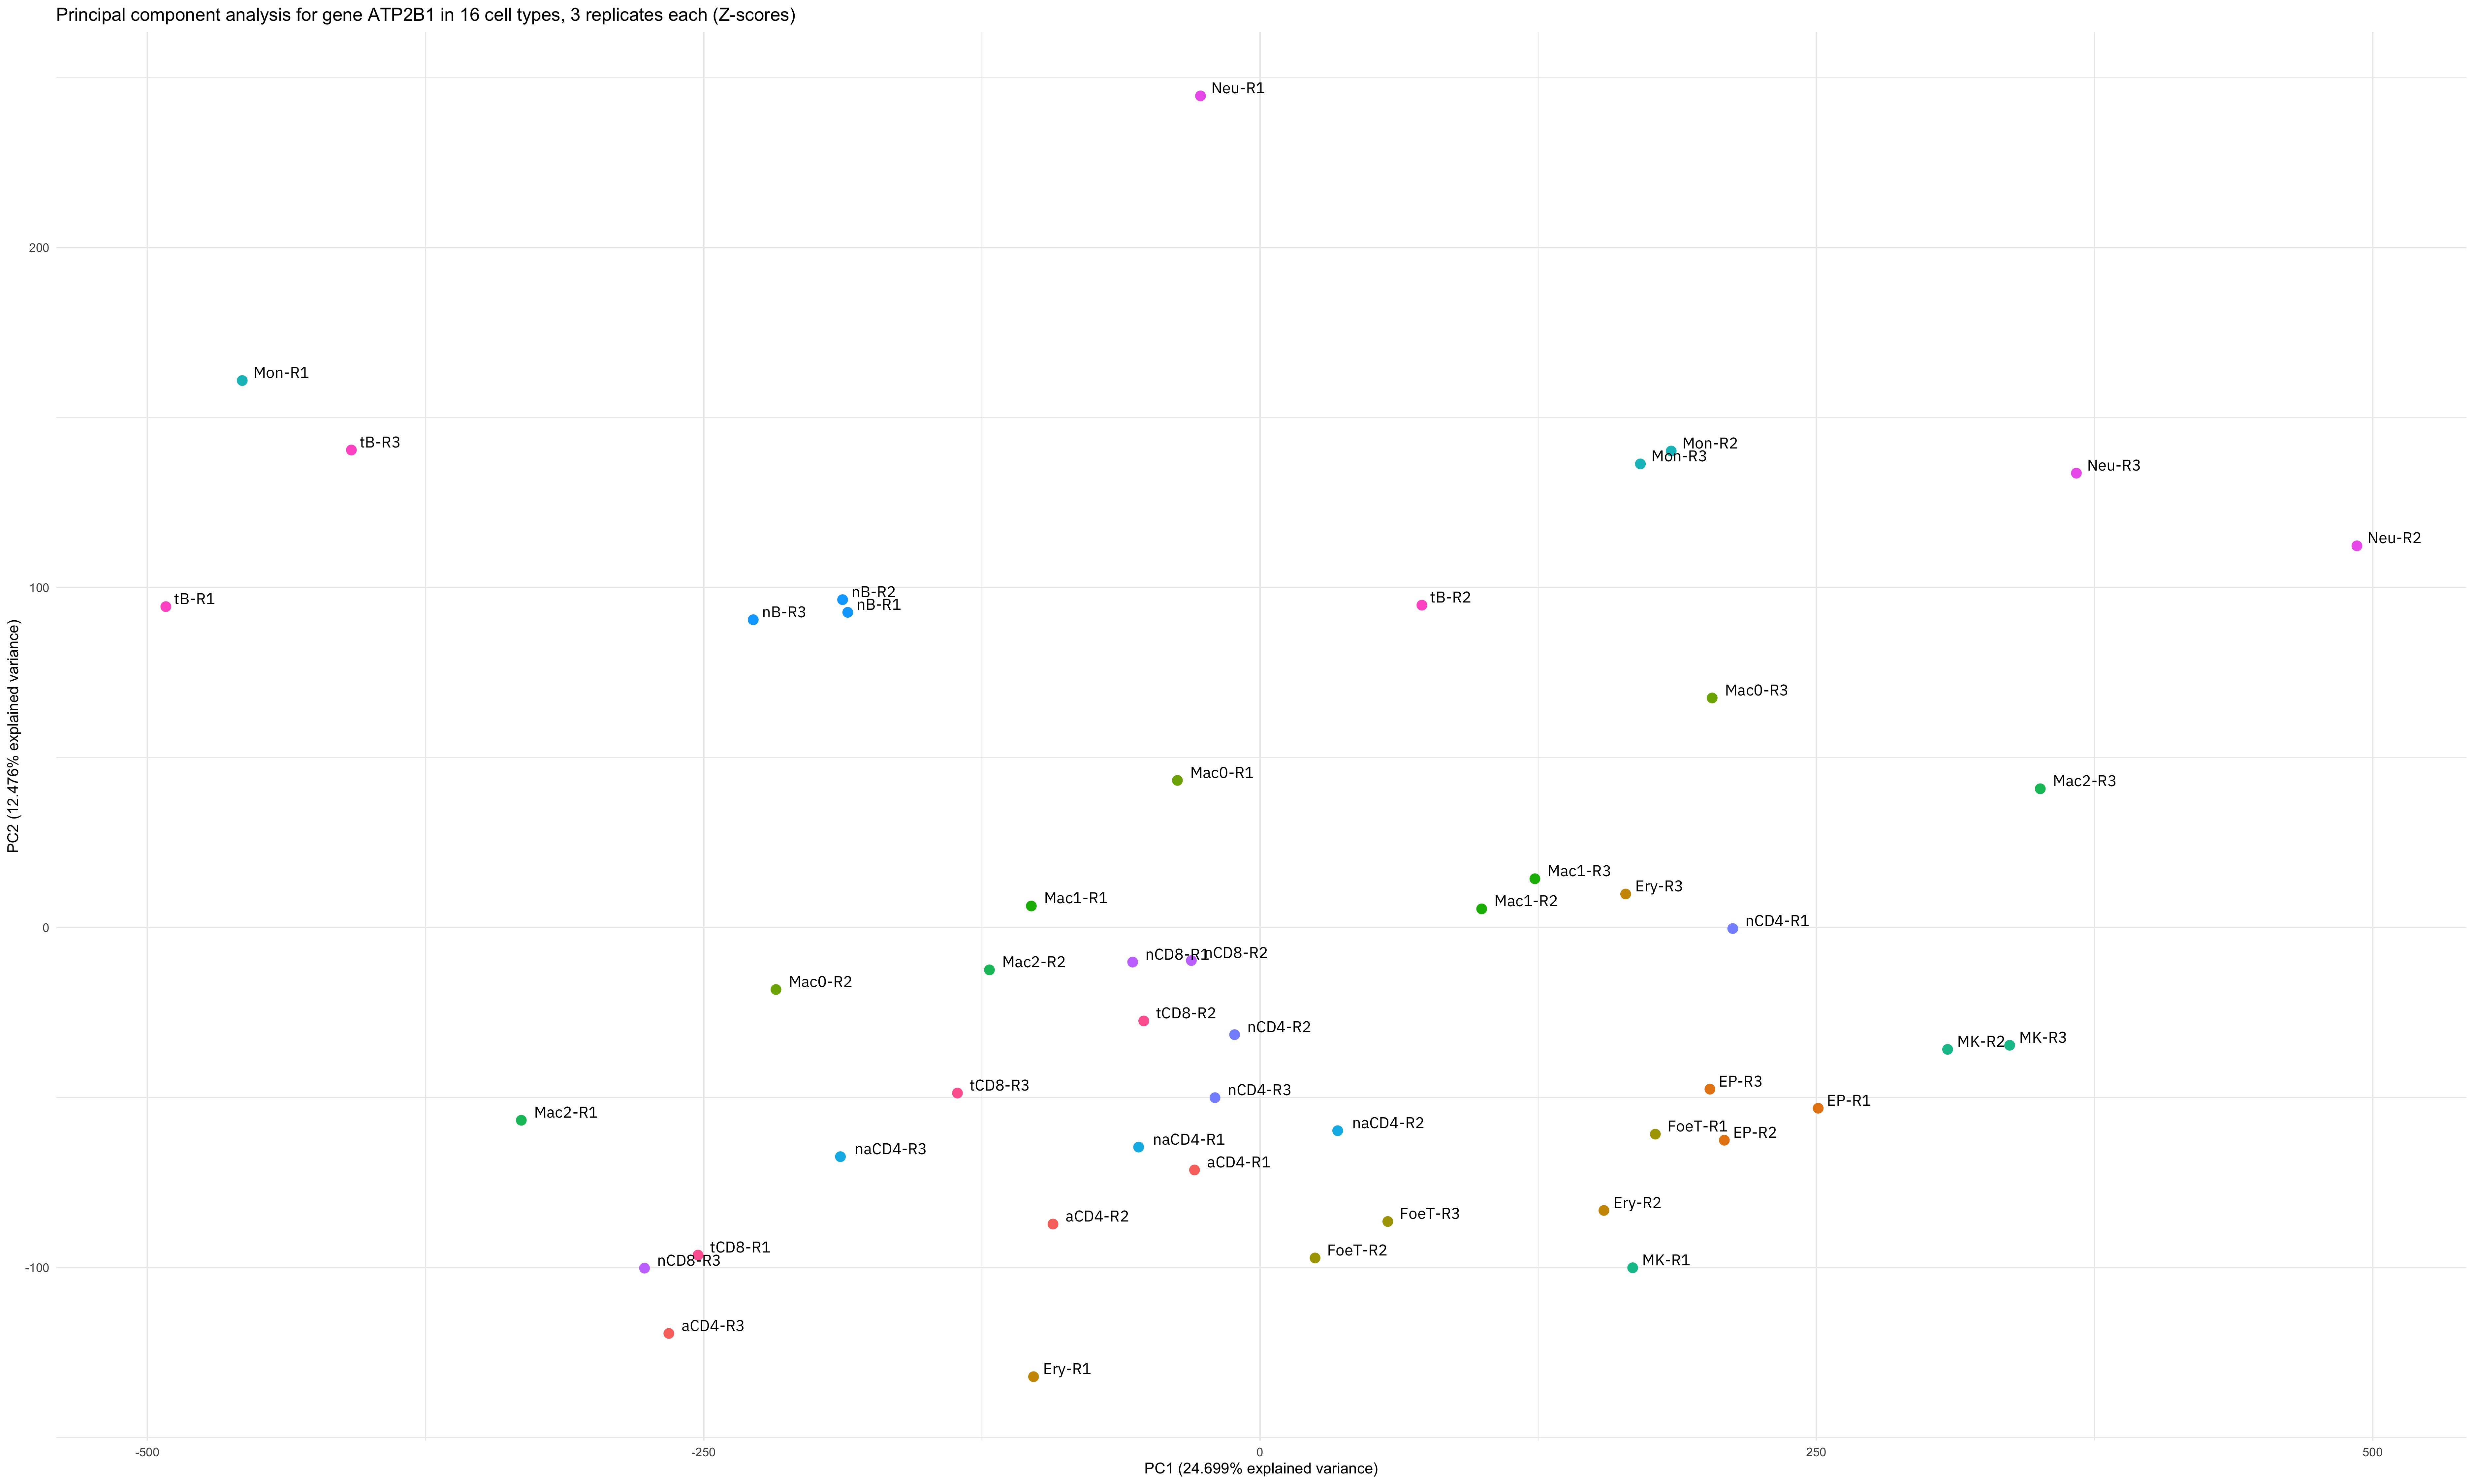 Principal component analysis for gene ATP2B1 in 16 cell types, 3 replicates each (Z-scores)
Neu-R1
200
Mon-R1
tB-R3
Mon-R2
Mon-R3
Neu-R3
Neu-R2
100
tB-R1
nB-R2
nB-R1
nB-R3
tB-R2
Mac0-R3
Mac0-R1
Mac2-R3
Mac1-R3
Ery-R3
Mac1-R1
Mac1-R2
nCD4-R1
0
nCD8-R1
nCD8-R2
Mac2-R2
Mac0-R2
tCD8-R2
nCD4-R2
MK-R2
MK-R3
tCD8-R3
nCD4-R3
EP-R3
EP-R1
Mac2-R1
naCD4-R2
FoeT-R1
EP-R2
naCD4-R3
naCD4-R1
aCD4-R1
Ery-R2
aCD4-R2
FoeT-R3
tCD8-R1
FoeT-R2
nCD8-R3
MK-R1
-100
aCD4-R3
Ery-R1
-500
-250
0
250
500
PC1 (24.699% explained variance)
PC2 (12.476% explained variance)